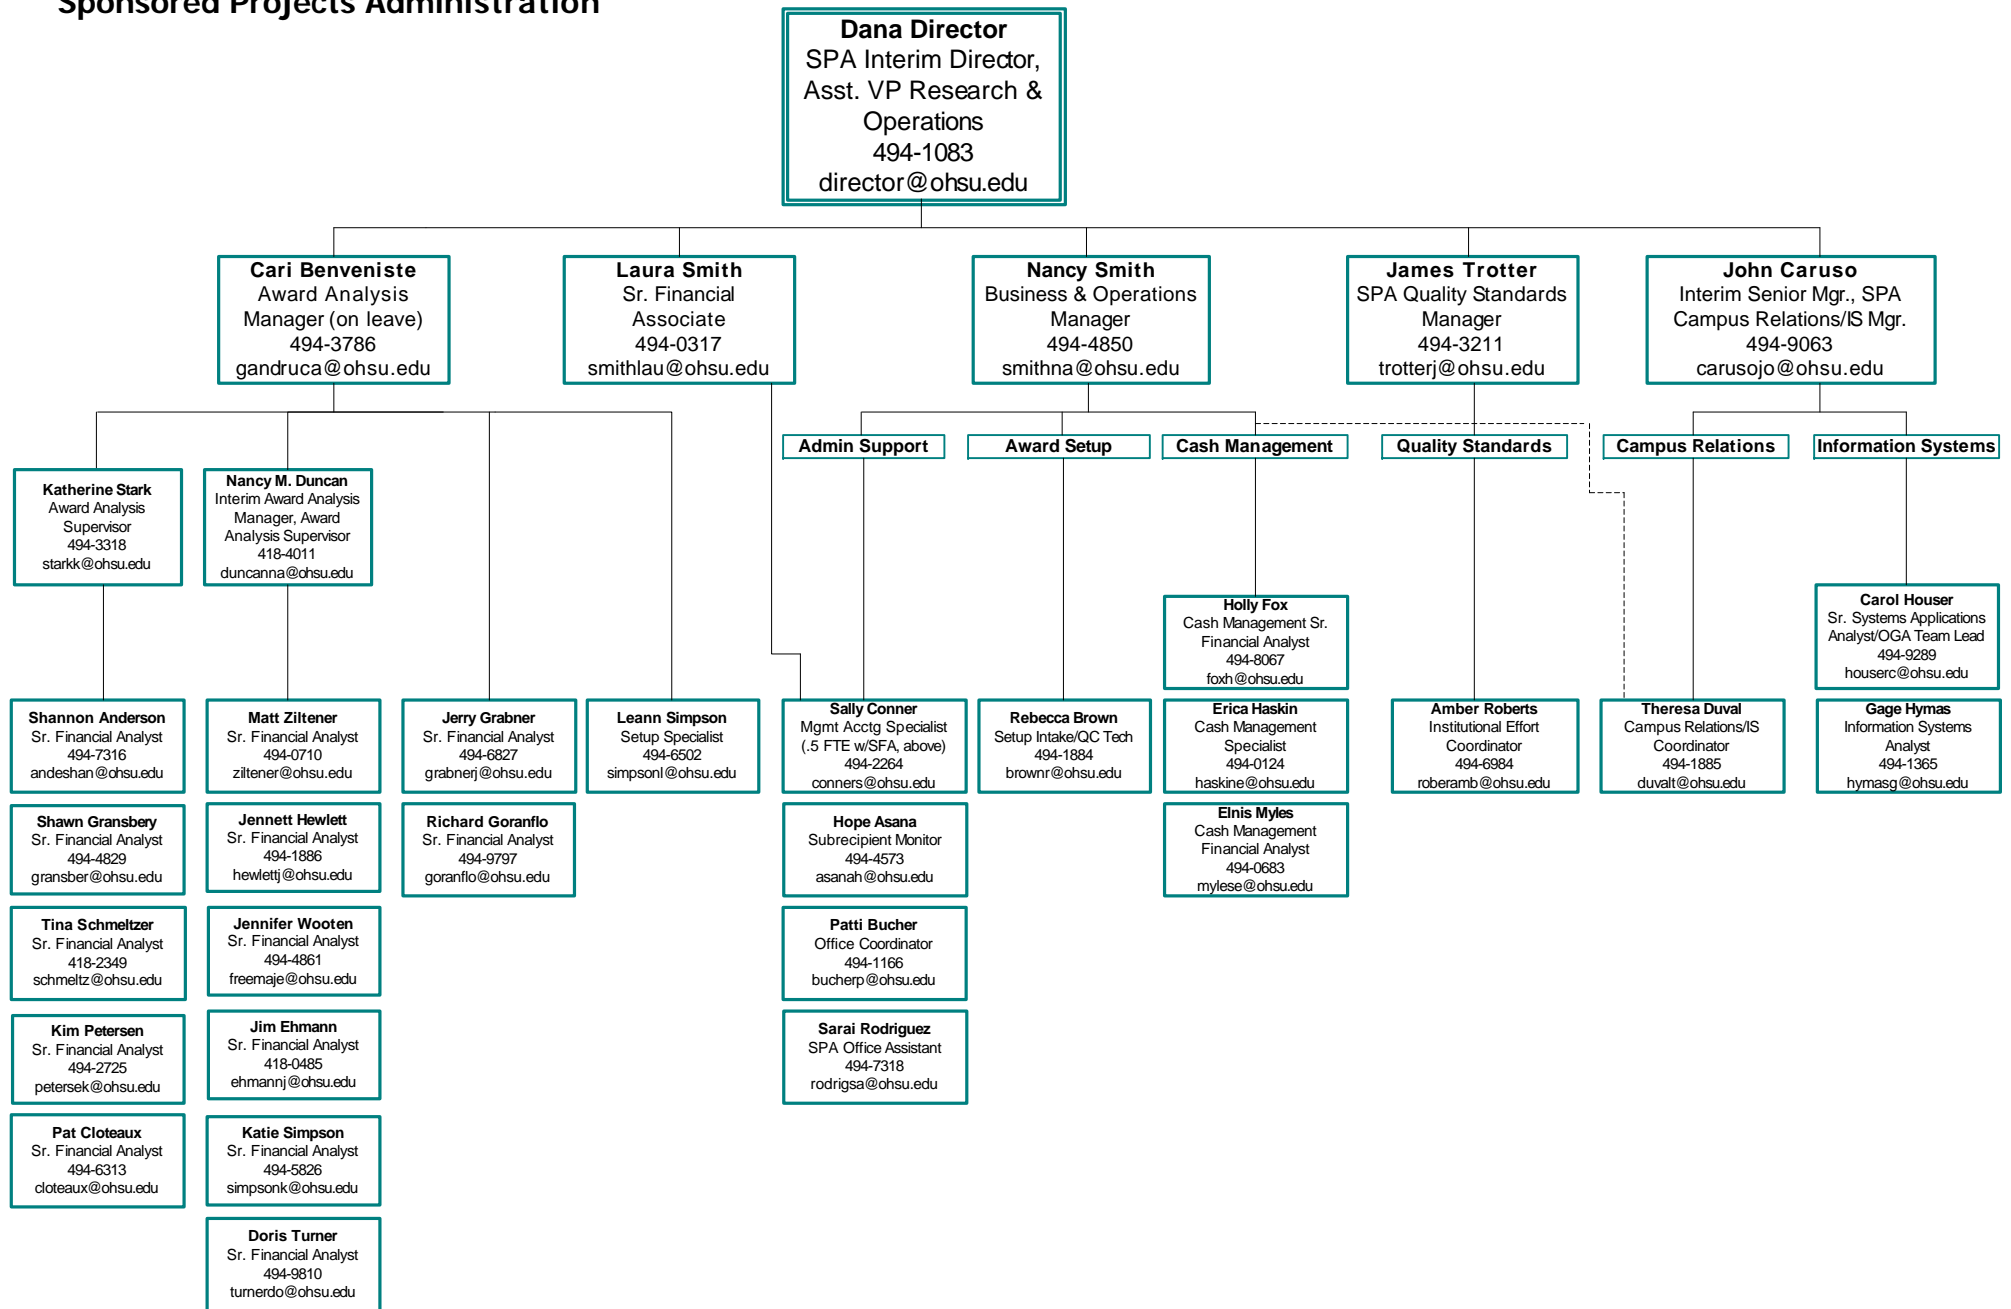 Sponsored Projects Administration
Dana Director
SPA Interim Director,
Asst. VP Research &
Operations
494-1083
director@ohsu.edu
Cari Benveniste
Award Analysis
Manager (on leave)
494-3786
gandruca@ohsu.edu
Laura Smith
Sr. Financial
Associate
494-0317
smithlau@ohsu.edu
Nancy Smith
Business & Operations
Manager
494-4850
smithna@ohsu.edu
James Trotter
SPA Quality Standards
Manager
494-3211
trotterj@ohsu.edu
John Caruso
Interim Senior Mgr., SPA
Campus Relations/IS Mgr.
494-9063
carusojo@ohsu.edu
Admin Support
Award Setup
Cash Management
Quality Standards
Campus Relations
Information Systems
Katherine Stark
Award Analysis
Supervisor
494-3318
starkk@ohsu.edu
Nancy M. Duncan
Interim Award Analysis
Manager, Award
Analysis Supervisor
418-4011
duncanna@ohsu.edu
Holly Fox
Cash Management Sr.
Financial Analyst
494-8067
foxh@ohsu.edu
Carol Houser
Sr. Systems Applications
Analyst/OGA Team Lead
494-9289
houserc@ohsu.edu
Shannon Anderson
Sr. Financial Analyst
494-7316
andeshan@ohsu.edu
Matt Ziltener
Sr. Financial Analyst
494-0710
ziltener@ohsu.edu
Jerry Grabner
Sr. Financial Analyst
494-6827
grabnerj@ohsu.edu
Leann Simpson
Setup Specialist
494-6502
simpsonl@ohsu.edu
Sally Conner
Mgmt Acctg Specialist
(.5 FTE w/SFA, above)
494-2264
conners@ohsu.edu
Rebecca Brown
Setup Intake/QC Tech
494-1884
brownr@ohsu.edu
Erica Haskin
Cash Management
Specialist
494-0124
haskine@ohsu.edu
Amber Roberts
Institutional Effort
Coordinator
494-6984
roberamb@ohsu.edu
Theresa Duval
Campus Relations/IS
Coordinator
494-1885
duvalt@ohsu.edu
Gage Hymas
Information Systems
Analyst
494-1365
hymasg@ohsu.edu
Shawn Gransbery
Sr. Financial Analyst
494-4829
gransber@ohsu.edu
Jennett Hewlett
Sr. Financial Analyst
494-1886
hewlettj@ohsu.edu
Richard Goranflo
Sr. Financial Analyst
494-9797
goranflo@ohsu.edu
Hope Asana
Subrecipient Monitor
494-4573
asanah@ohsu.edu
Elnis Myles
Cash Management
Financial Analyst
494-0683
mylese@ohsu.edu
Tina Schmeltzer
Sr. Financial Analyst
418-2349
schmeltz@ohsu.edu
Jennifer Wooten
Sr. Financial Analyst
494-4861
freemaje@ohsu.edu
Patti Bucher
Office Coordinator
494-1166
bucherp@ohsu.edu
Kim Petersen
Sr. Financial Analyst
494-2725
petersek@ohsu.edu
Jim Ehmann
Sr. Financial Analyst
418-0485
ehmannj@ohsu.edu
Sarai Rodriguez
SPA Office Assistant
494-7318
rodrigsa@ohsu.edu
Pat Cloteaux
Sr. Financial Analyst
494-6313
cloteaux@ohsu.edu
Katie Simpson
Sr. Financial Analyst
494-5826
simpsonk@ohsu.edu
Doris Turner
Sr. Financial Analyst
494-9810
turnerdo@ohsu.edu